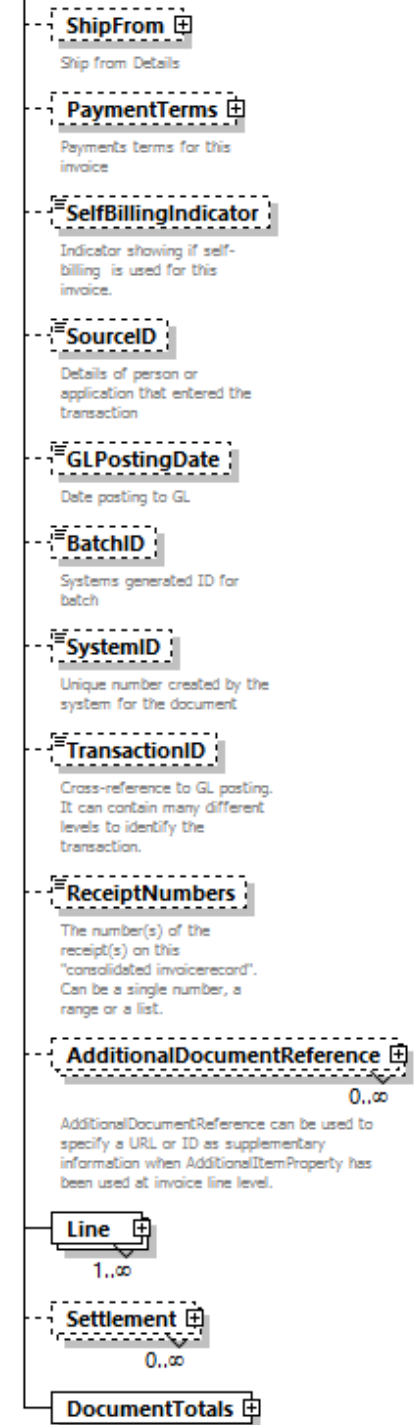 ShipFrom
Ship from Details
PaymentTerms
Payments terms for this
invoice
SelfBillingIndicator
Indicator showing if self-
billing is used for this
invoice.
SourceID
Details of person or
application that entered the
transaction
GLPostingDate
Date posting to GL
BatchID
Systems generated ID for
batch
SystemID
Unique number created by the
system for the document
TransactionID
Cross-reference to GL posting.
It can contain many different
levels to identify the
transaction.
ReceiptNumbers
The number(s) of the
receipt(s) on this
"consolidated invoicerecord".
Can be a single number, a
range or a list.
AdditionalDocumentReference
0..∞
AdditionalDocumentReference can be used to
specify a URL or ID as supplementary
information when AdditionalItemProperty has
been used at invoice line level.
Line
1..∞
Settlement
0..∞
DocumentTotals